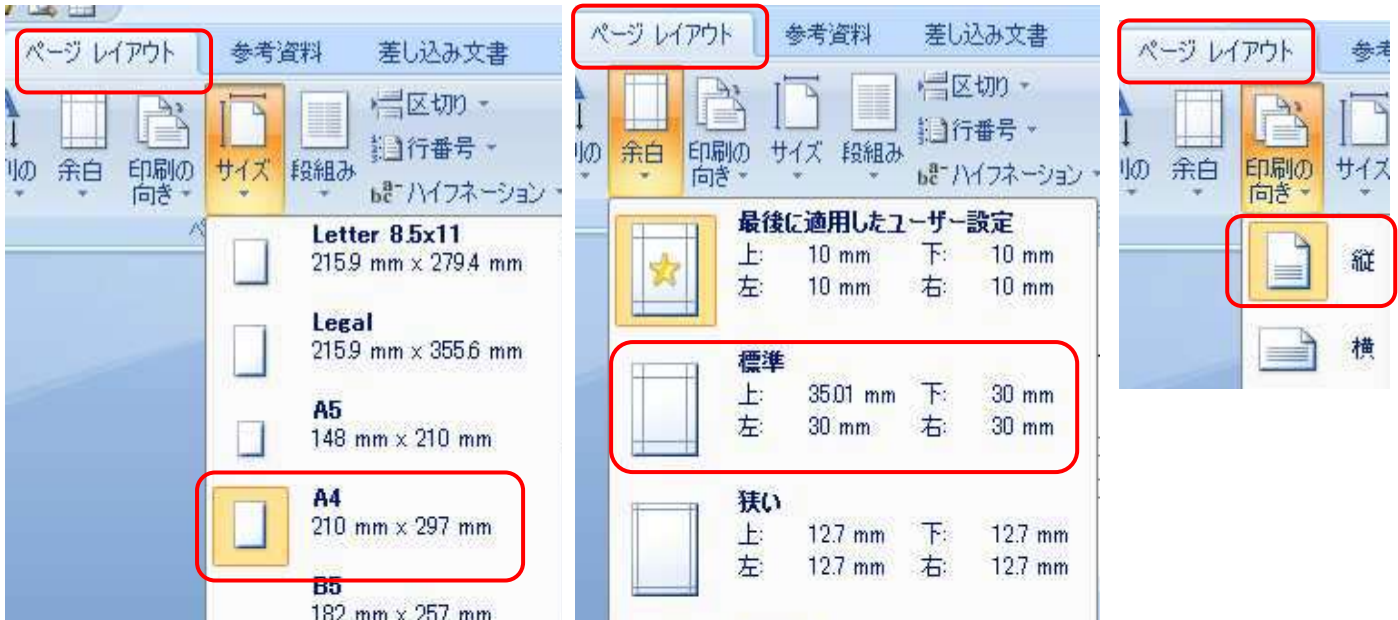 ページ レイアウト
参考資料
差し込み文書
余白
印刷の
向き
サイズ
段組み
区切り
行番号
ハイフネーション
Letter 8.5x11
215.9 mm x 279.4 mm
Legal
215.9 mm x 355.6 mm
A5
148 mm x 210 mm
A4
210 mm x 297 mm
B5
182 mm x 257 mm
ページ レイアウト
参考資料
差し込み文書
余白
印刷の
向き
サイズ
段組み
区切り
行番号
ハイフネーション
最後に適用したユーザー設定
上: 10 mm 下: 10 mm
左: 10 mm 右: 10 mm
標準
上: 35.01 mm 下: 30 mm
左: 30 mm 右: 30 mm
狭い
上: 12.7 mm 下: 12.7 mm
左: 12.7 mm 右: 12.7 mm
ページ レイアウト
参考
余白
印刷の
向き
サイズ
縦
横